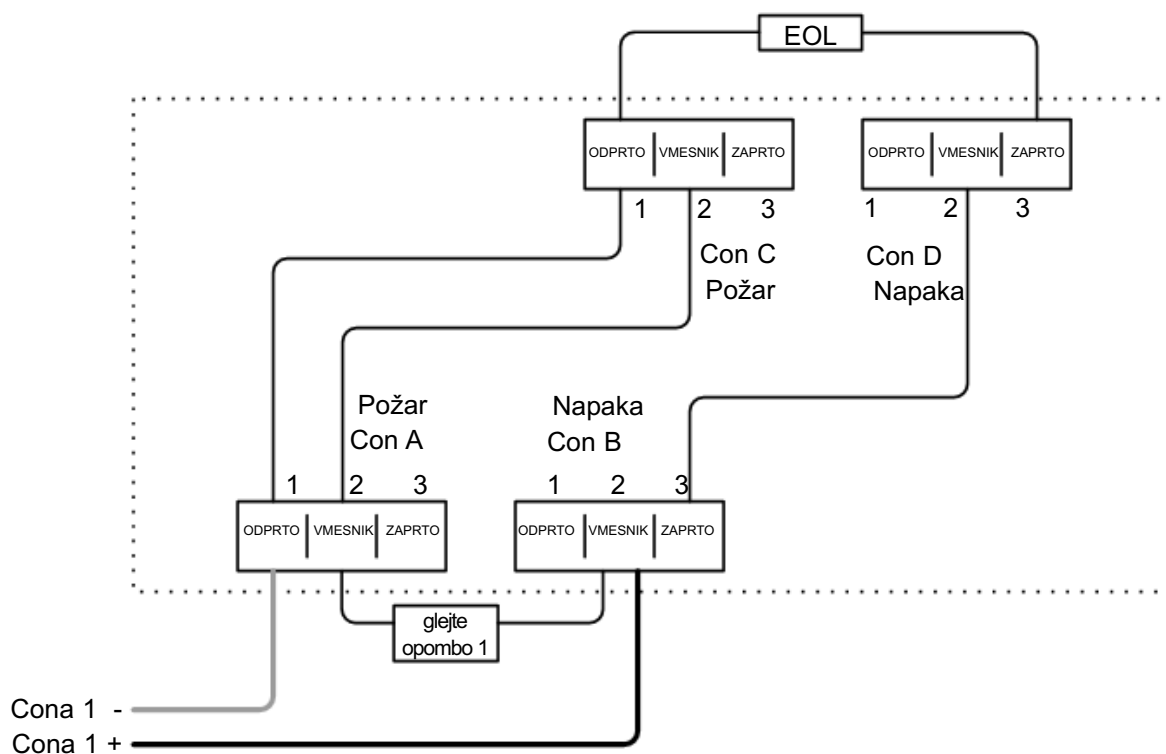 EOL
ODPRTO VMESNIK ZAPRTO
ODPRTO VMESNIK ZAPRTO
1 2 3
1 2 3
Con C
Požar
Con D
Napaka
Požar
Con A
Napaka
Con B
1 2 3
1 2 3
ODPRTO VMESNIK ZAPRTO
ODPRTO VMESNIK ZAPRTO
glejte
opombo 1
Cona 1 -
Cona 1 +